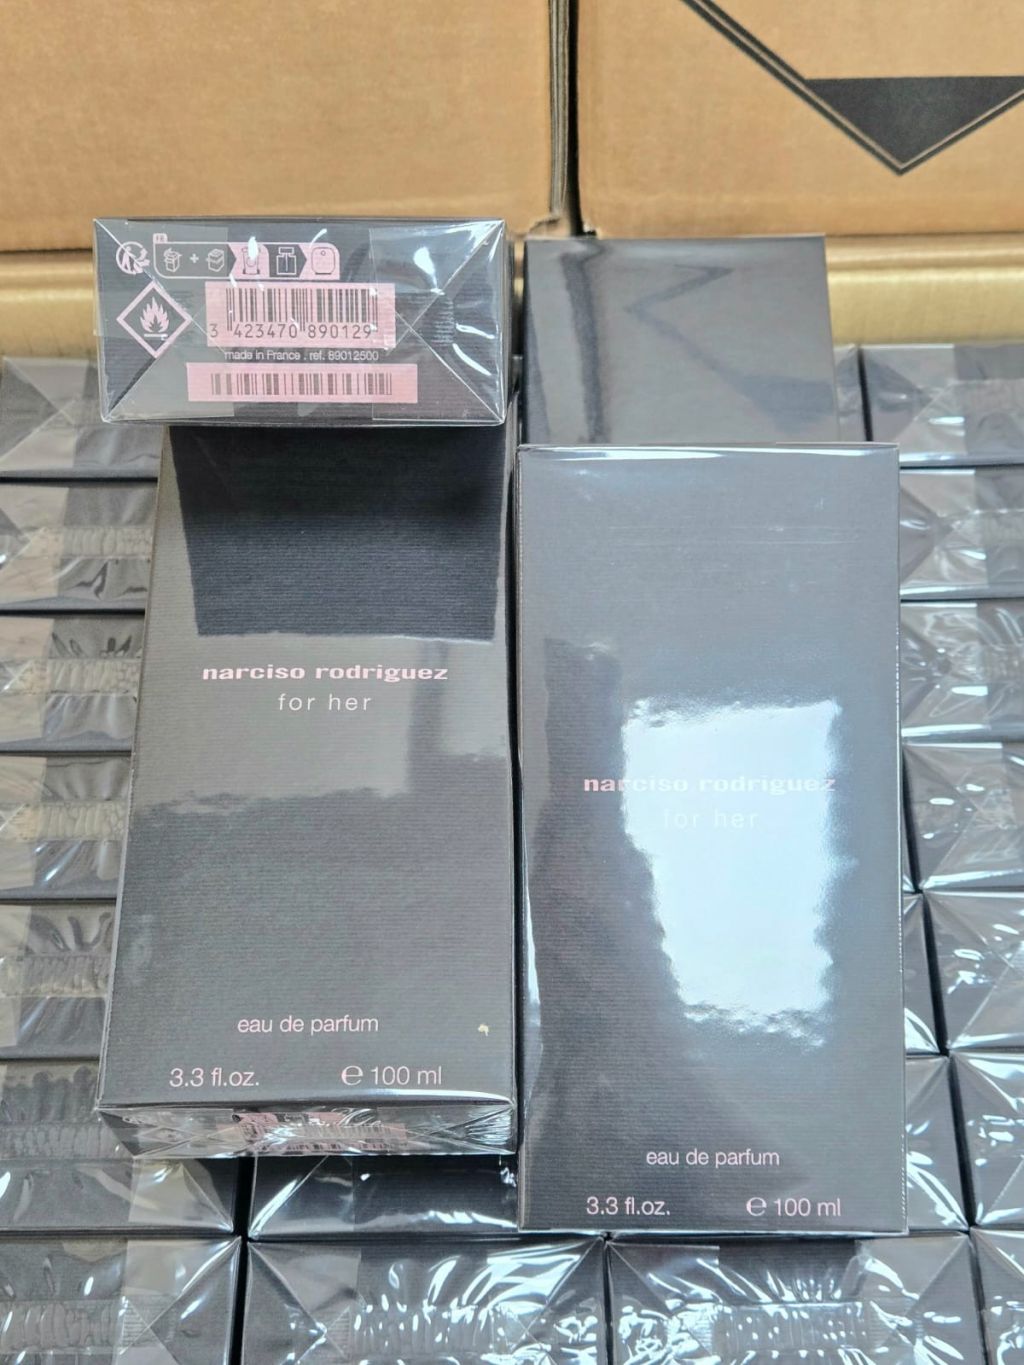 FR
3 423470 890129
made in France . ref. 89012500
narciso rodriguez
for her
eau de parfum
3.3 fl.oz. ℮ 100 ml
narciso rodriguez
for her
eau de parfum
3.3 fl.oz. ℮ 100 ml